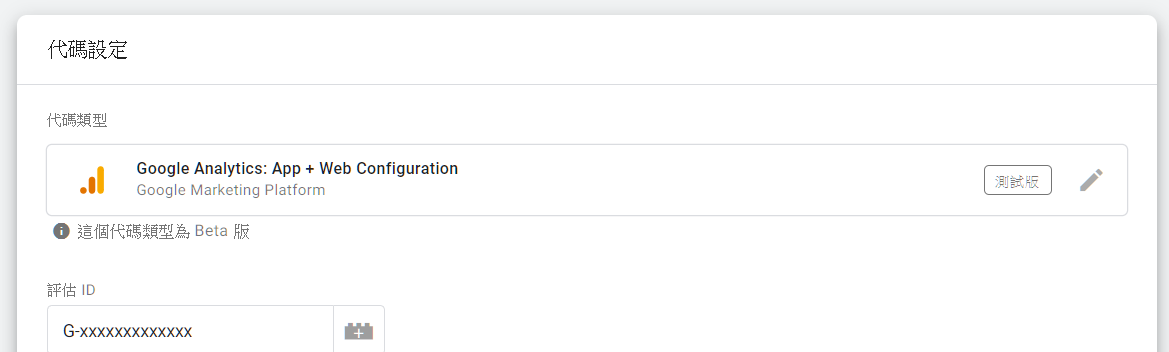 代碼設定
代碼類型
Google Analytics: App + Web Configuration
Google Marketing Platform
測試版
這個代碼類型為 Beta 版
評估 ID
G-xxxxxxxxxxxxx